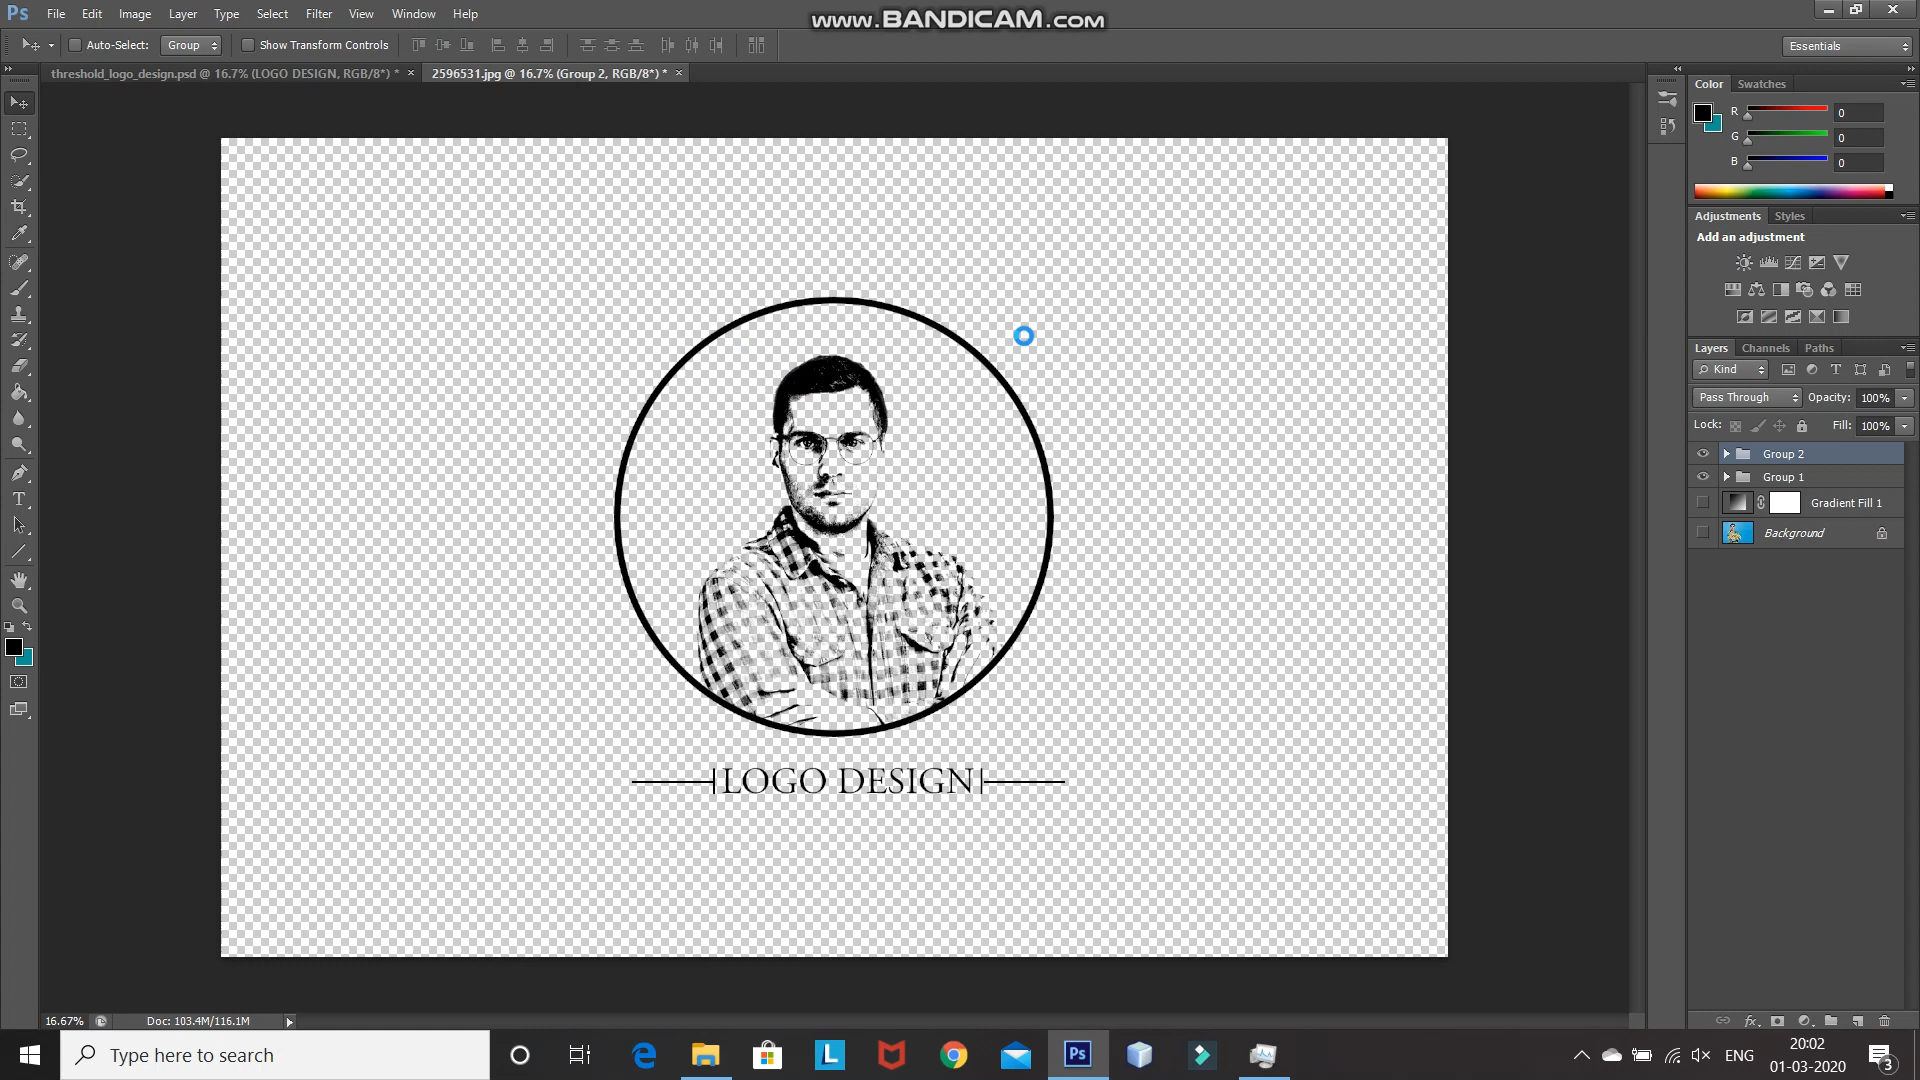 www.BANDICAM.com
Ps File Edit Image Layer Type Select Filter View Window Help
Auto-Select: Group Show Transform Controls Essentials
threshold_logo_design.psd @ 16.7% (LOGO DESIGN, RGB/8*) * × 2596531.jpg @ 16.7% (Group 2, RGB/8*) * ×
Color Swatches
R 0
G 0
B 0
Adjustments Styles
Add an adjustment
Layers Channels Paths
Kind
Pass Through Opacity: 100%
Lock: Fill: 100%
Group 2
Group 1
Gradient Fill 1
Background
LOGO DESIGN
16.67% Doc: 103.4M/116.1M
Type here to search
L
Ps
ENG
20:02
01-03-2020
3